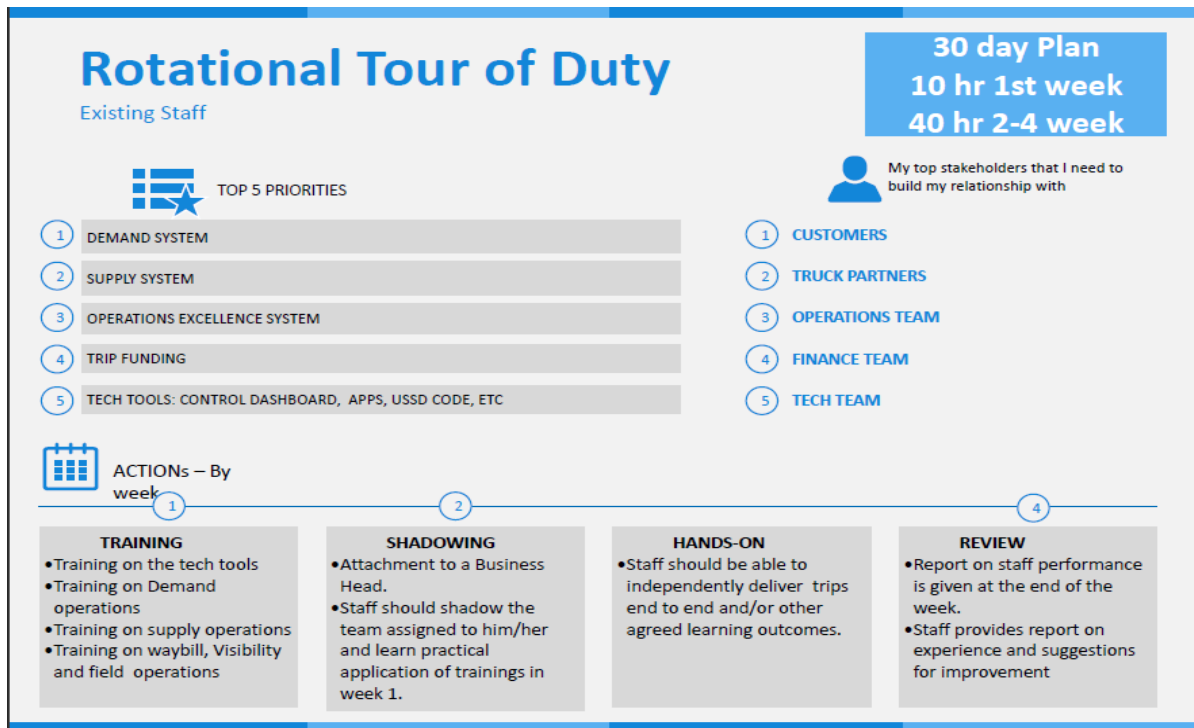 Rotational Tour of Duty
Existing Staff
30 day Plan
10 hr 1st week
40 hr 2-4 week
TOP 5 PRIORITIES
1 DEMAND SYSTEM
2 SUPPLY SYSTEM
3 OPERATIONS EXCELLENCE SYSTEM
4 TRIP FUNDING
5 TECH TOOLS: CONTROL DASHBOARD, APPS, USSD CODE, ETC
My top stakeholders that I need to
build my relationship with
1 CUSTOMERS
2 TRUCK PARTNERS
3 OPERATIONS TEAM
4 FINANCE TEAM
5 TECH TEAM
ACTIONs – By
week
1
2
4
TRAINING
•Training on the tech tools
•Training on Demand
operations
•Training on supply operations
•Training on waybill, Visibility
and field operations
SHADOWING
•Attachment to a Business
Head.
•Staff should shadow the
team assigned to him/her
and learn practical
application of trainings in
week 1.
HANDS-ON
•Staff should be able to
independently deliver trips
end to end and/or other
agreed learning outcomes.
REVIEW
•Report on staff performance
is given at the end of the
week.
•Staff provides report on
experience and suggestions
for improvement